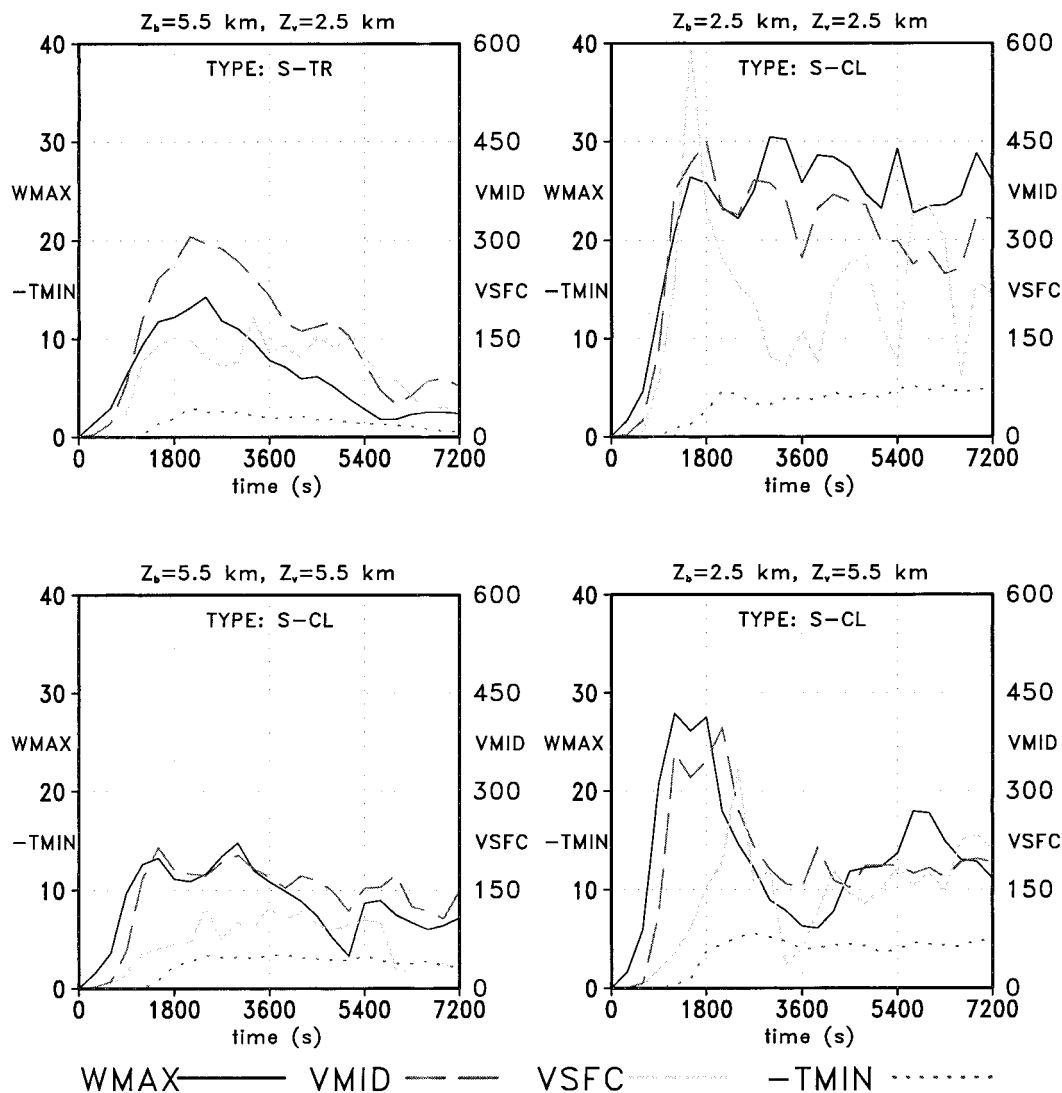 Z_b=5.5 km, Z_v=2.5 km
TYPE: S-TR
40
30
WMAX
20
-TMIN
10
0
600
450
VMID
300
VSFC
150
0
0 1800 3600 5400 7200
time (s)
Z_b=2.5 km, Z_v=2.5 km
TYPE: S-CL
40
30
WMAX
20
-TMIN
10
0
600
450
VMID
300
VSFC
150
0
0 1800 3600 5400 7200
time (s)
Z_b=5.5 km, Z_v=5.5 km
TYPE: S-CL
40
30
WMAX
20
-TMIN
10
0
600
450
VMID
300
VSFC
150
0
0 1800 3600 5400 7200
time (s)
Z_b=2.5 km, Z_v=5.5 km
TYPE: S-CL
40
30
WMAX
20
-TMIN
10
0
600
450
VMID
300
VSFC
150
0
0 1800 3600 5400 7200
time (s)
WMAX VMID VSFC -TMIN